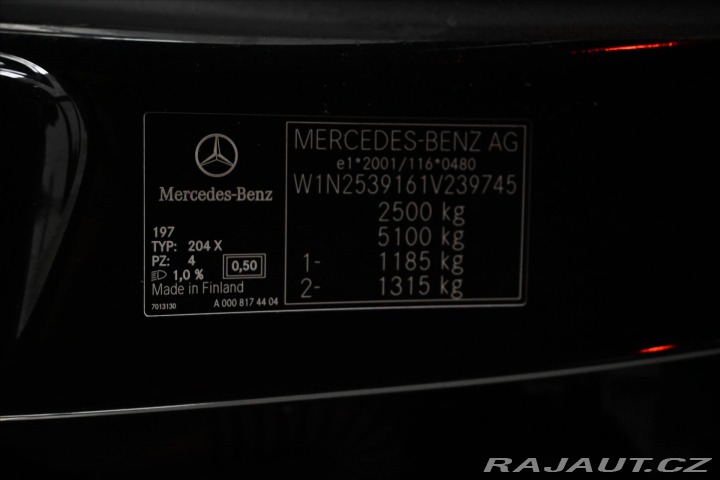 Mercedes-Benz
197
TYP: 204 X
PZ: 4
1,0 % 0,50
Made in Finland
7013130 A 000 817 44 04
MERCEDES-BENZ AG
e1*2001/116*0480
W1N2539161V239745
2500 kg
5100 kg
1- 1185 kg
2- 1315 kg
RAJAUT.CZ